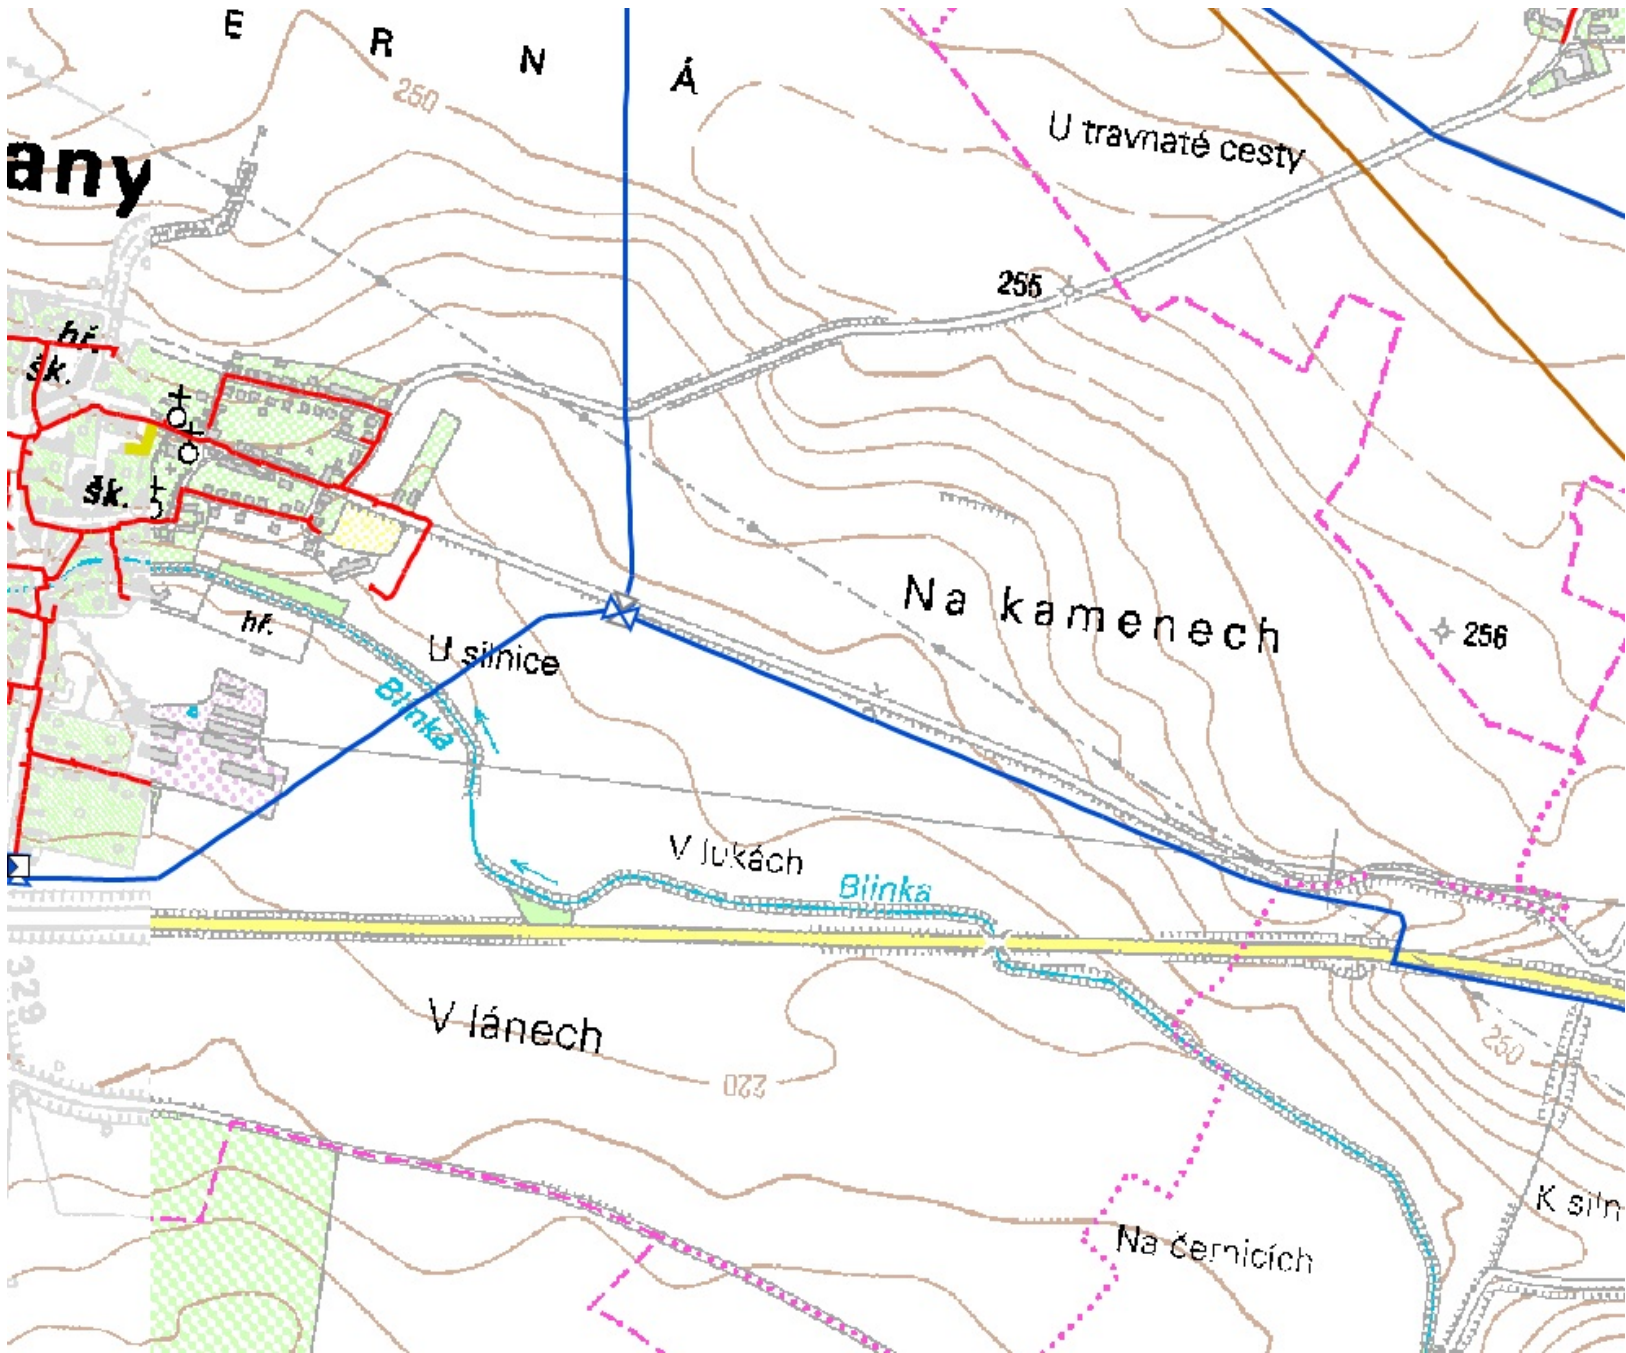 E R N Á
250
U travnaté cesty
any
255
hř.
šk.
šk.
Na kamenech
256
hř.
U silnice
Blinka
V lukách
Blinka
329
V lánech
250
220
K siln
Na černicích